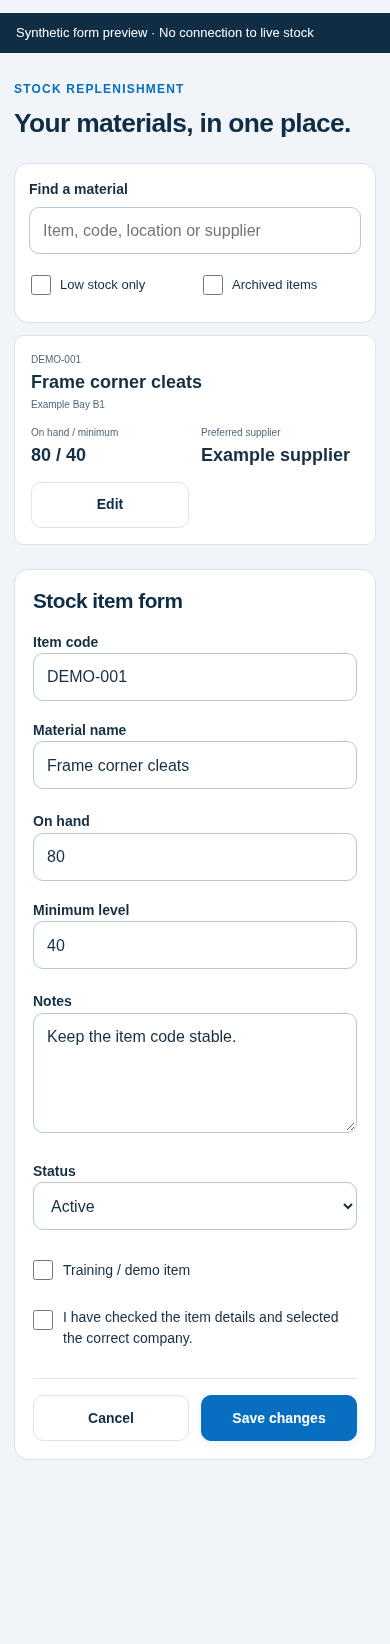 Synthetic form preview · No connection to live stock
STOCK REPLENISHMENT
Your materials, in one place.
Find a material
Item, code, location or supplier
Low stock only
Archived items
DEMO-001
Frame corner cleats
Example Bay B1
On hand / minimum
80 / 40
Preferred supplier
Example supplier
Edit
Stock item form
Item code
DEMO-001
Material name
Frame corner cleats
On hand
80
Minimum level
40
Notes
Keep the item code stable.
Status
Active
Training / demo item
I have checked the item details and selected
the correct company.
Cancel
Save changes